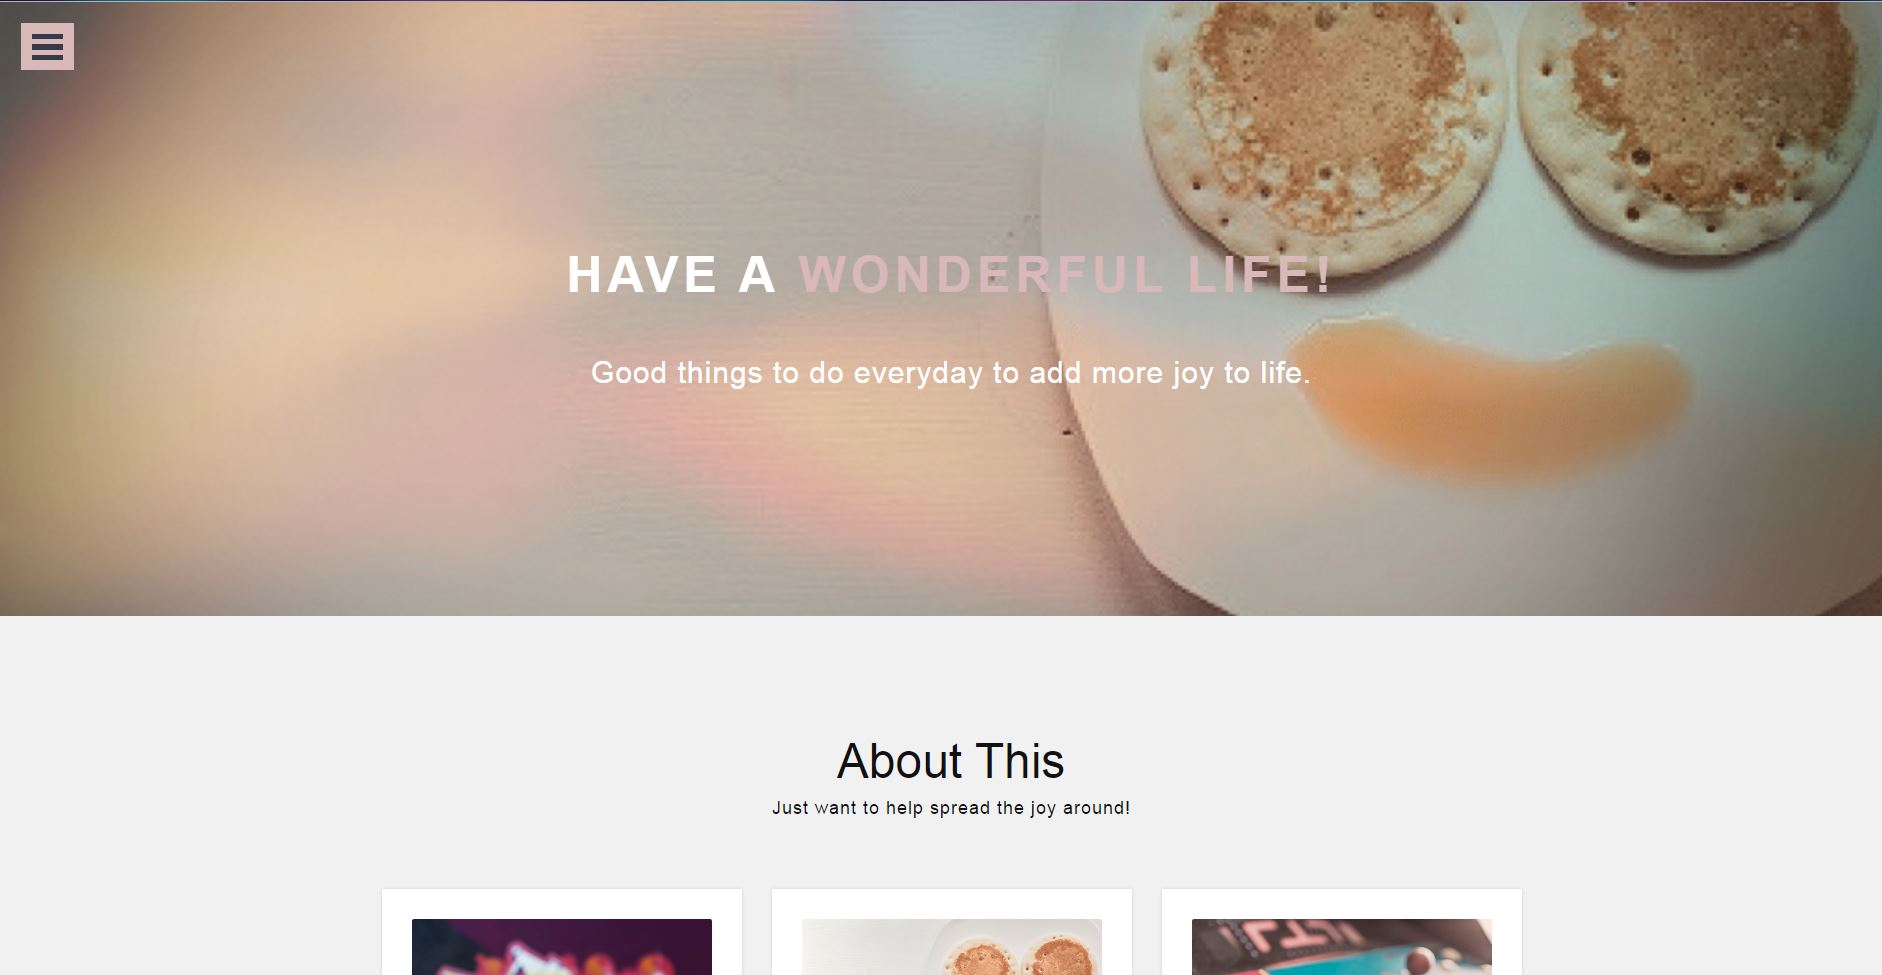 HAVE A WONDERFUL LIFE!
Good things to do everyday to add more joy to life.
About This
Just want to help spread the joy around!